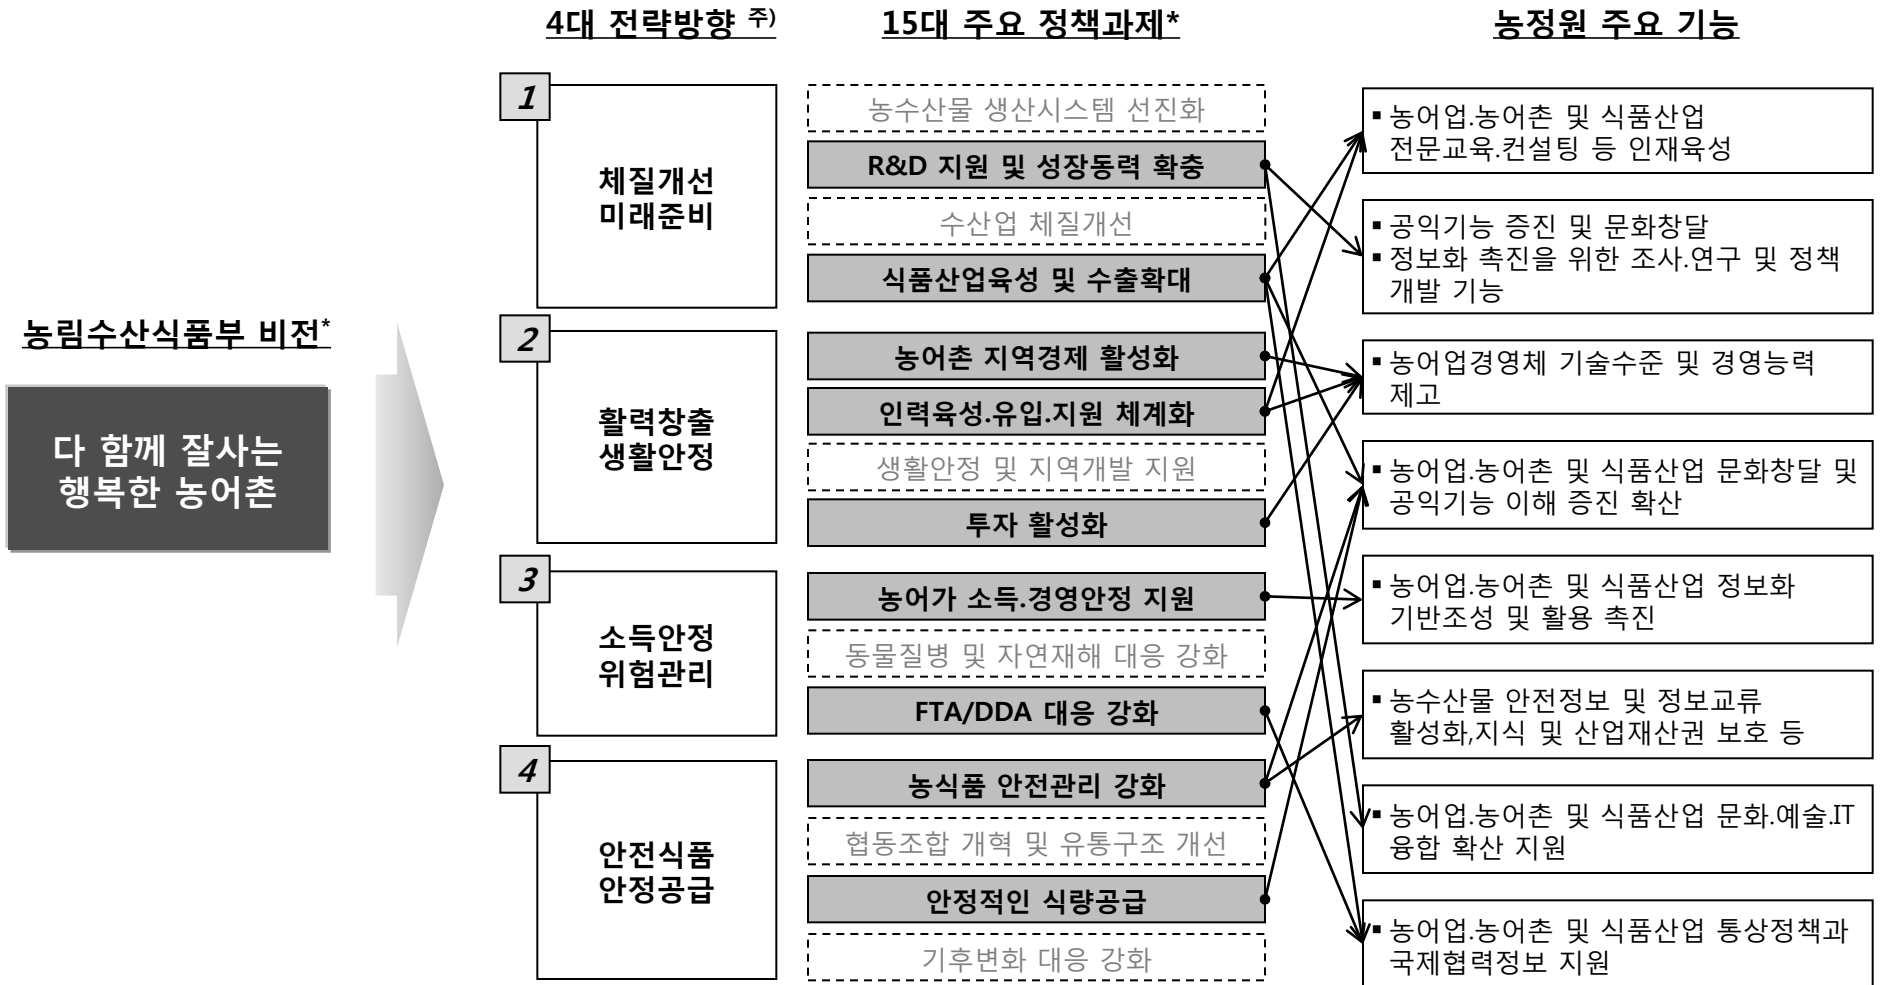 4대 전략방향 주)
15대 주요 정책과제*
농정원 주요 기능
농림수산식품부 비전*
다 함께 잘사는
행복한 농어촌
1
체질개선
미래준비
2
활력창출
생활안정
3
소득안정
위험관리
4
안전식품
안정공급
농수산물 생산시스템 선진화
R&D 지원 및 성장동력 확충
수산업 체질개선
식품산업육성 및 수출확대
농어촌 지역경제 활성화
인력육성.유입.지원 체계화
생활안정 및 지역개발 지원
투자 활성화
농어가 소득.경영안정 지원
동물질병 및 자연재해 대응 강화
FTA/DDA 대응 강화
농식품 안전관리 강화
협동조합 개혁 및 유통구조 개선
안정적인 식량공급
기후변화 대응 강화
▪ 농어업.농어촌 및 식품산업
전문교육.컨설팅 등 인재육성
▪ 공익기능 증진 및 문화창달
▪ 정보화 촉진을 위한 조사.연구 및 정책
개발 기능
▪ 농어업경영체 기술수준 및 경영능력
제고
▪ 농어업.농어촌 및 식품산업 문화창달 및
공익기능 이해 증진 확산
▪ 농어업.농어촌 및 식품산업 정보화
기반조성 및 활용 촉진
▪ 농수산물 안전정보 및 정보교류
활성화,지식 및 산업재산권 보호 등
▪ 농어업.농어촌 및 식품산업 문화.예술.IT
융합 확산 지원
▪ 농어업.농어촌 및 식품산업 통상정책과
국제협력정보 지원